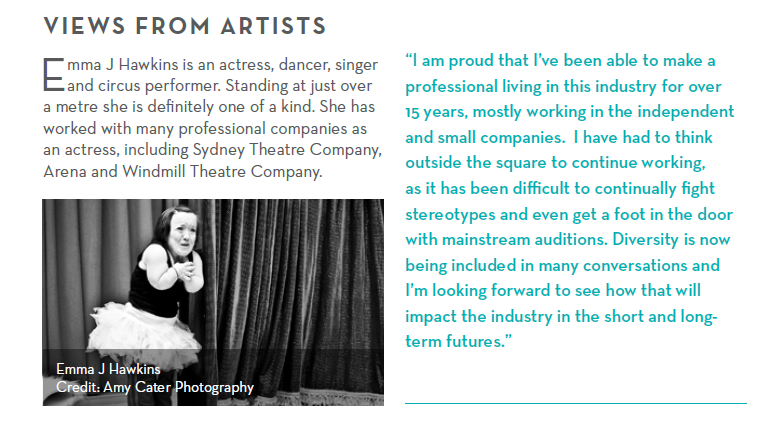 VIEWS FROM ARTISTS
Emma J Hawkins is an actress, dancer, singer
and circus performer. Standing at just over
a metre she is definitely one of a kind. She has
worked with many professional companies as
an actress, including Sydney Theatre Company,
Arena and Windmill Theatre Company.
Emma J Hawkins
Credit: Amy Cater Photography
“I am proud that I’ve been able to make a
professional living in this industry for over
15 years, mostly working in the independent
and small companies.  I have had to think
outside the square to continue working,
as it has been difficult to continually fight
stereotypes and even get a foot in the door
with mainstream auditions. Diversity is now
being included in many conversations and
I’m looking forward to see how that will
impact the industry in the short and long-
term futures.”